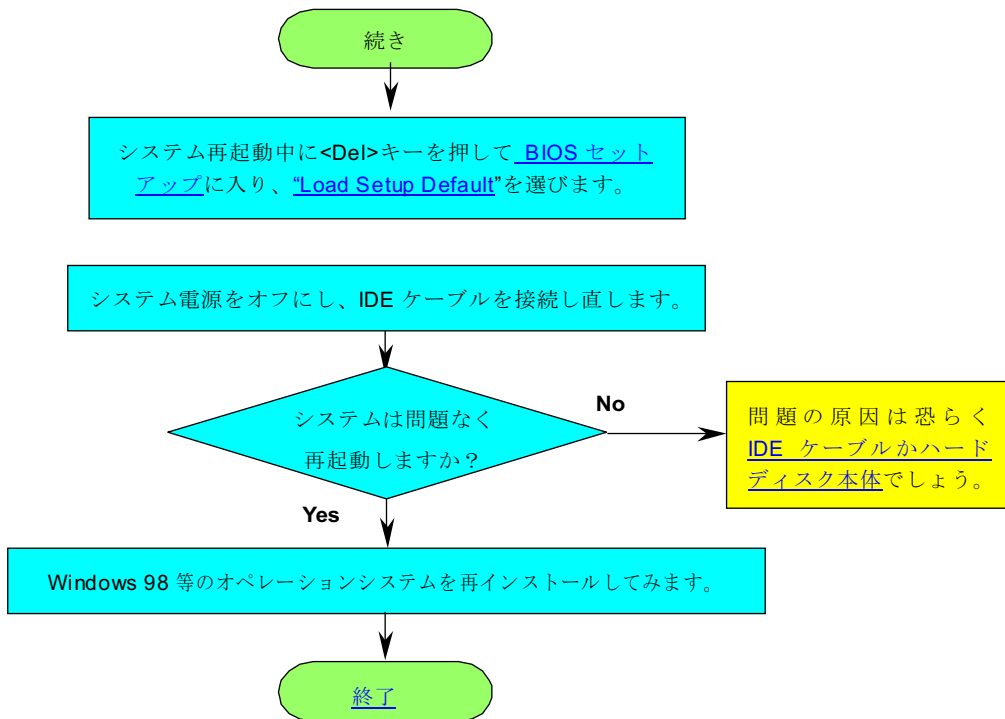 続き
システム再起動中に<Del>キーを押して BIOS セット
アップに入り、“Load Setup Default”を選びます。
システム電源をオフにし、IDE ケーブルを接続し直します。
システムは問題なく
再起動しますか？
No
問題の原因は恐らく
IDE ケーブルかハード
ディスク本体でしょう。
Yes
Windows 98 等のオペレーションシステムを再インストールしてみます。
終了